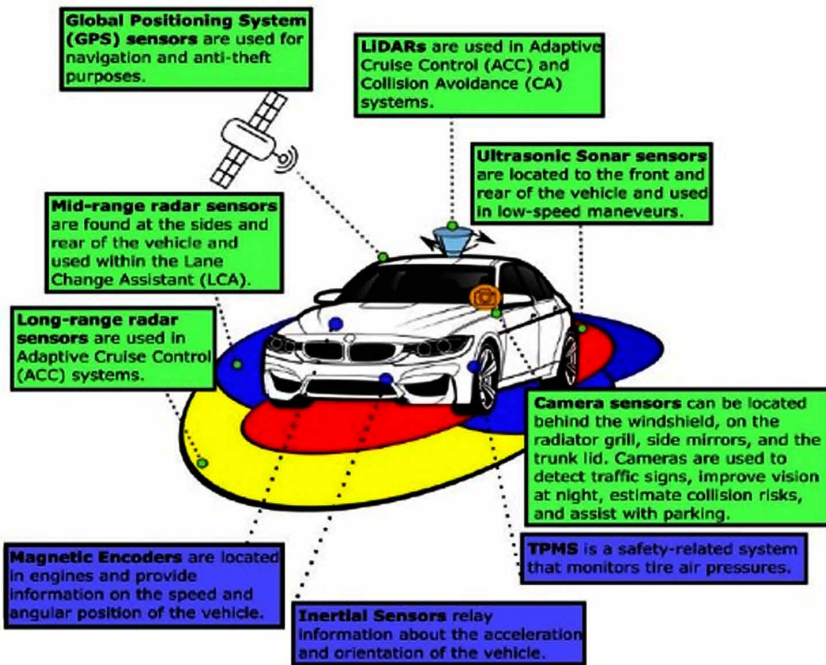 Global Positioning System
(GPS) sensors are used for
navigation and anti-theft
purposes.
LiDARs are used in Adaptive
Cruise Control (ACC) and
Collision Avoidance (CA)
systems.
Ultrasonic Sonar sensors
are located to the front and
rear of the vehicle and used
in low-speed maneveurs.
Mid-range radar sensors
are found at the sides and
rear of the vehicle and
used within the Lane
Change Assistant (LCA).
Long-range radar
sensors are used in
Adaptive Cruise Control
(ACC) systems.
Camera sensors can be located
behind the windshield, on the
radiator grill, side mirrors, and the
trunk lid. Cameras are used to
detect traffic signs, improve vision
at night, estimate collision risks,
and assist with parking.
TPMS is a safety-related system
that monitors tire air pressures.
Magnetic Encoders are located
in engines and provide
information on the speed and
angular position of the vehicle.
Inertial Sensors relay
information about the acceleration
and orientation of the vehicle.